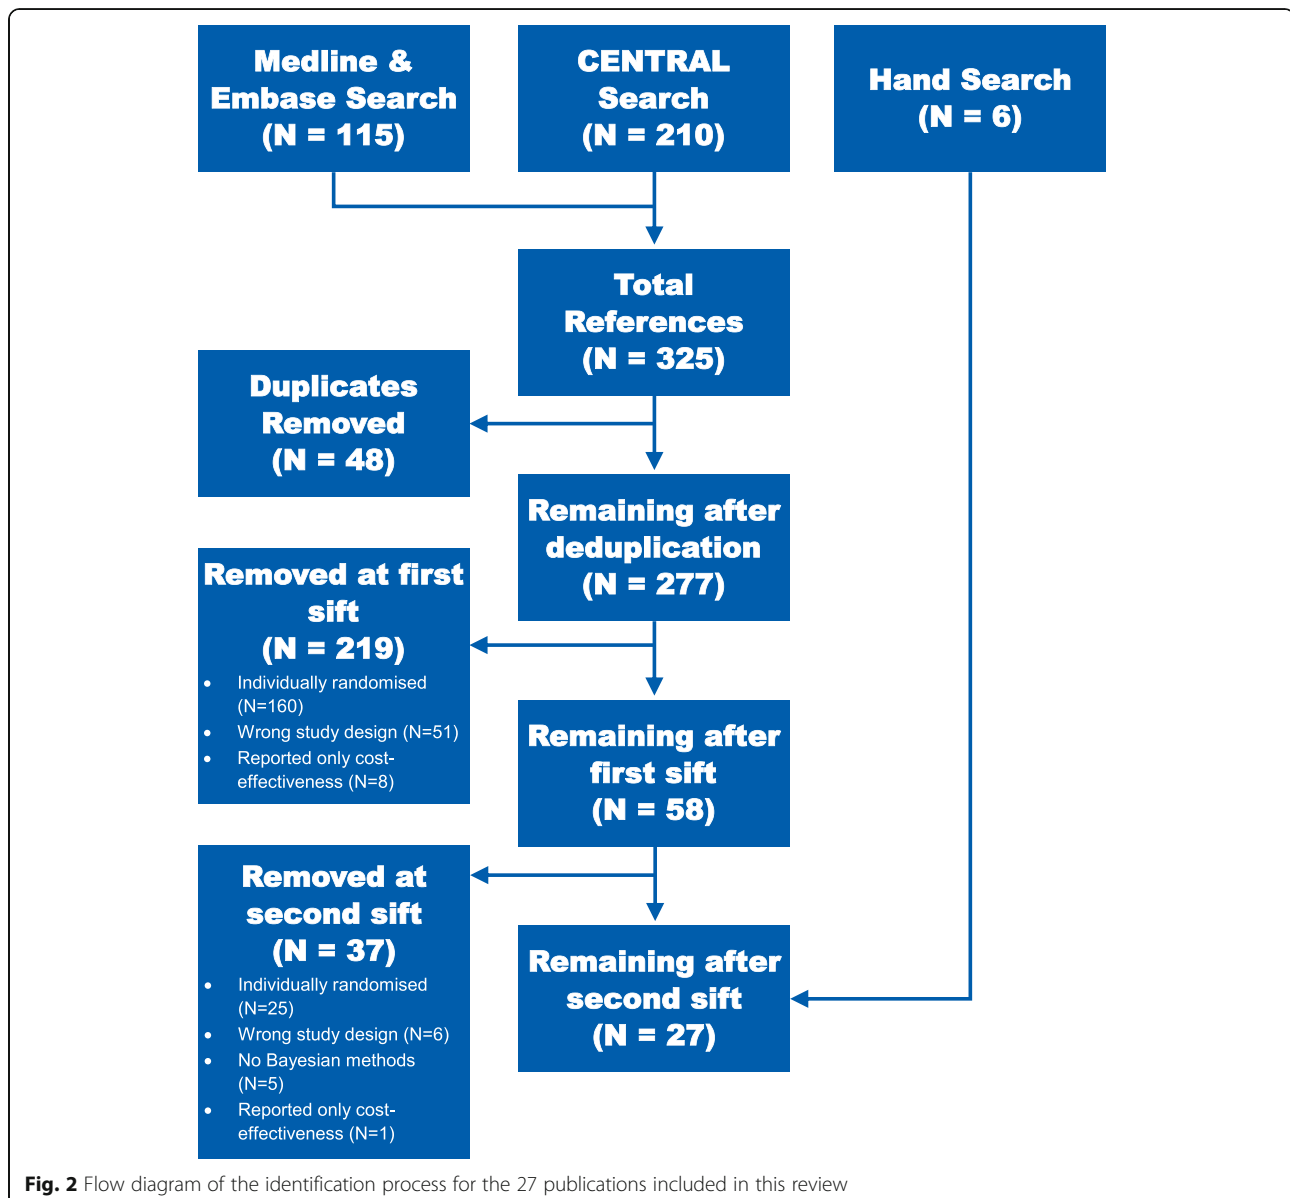 Medline &
Embase Search
(N = 115)
CENTRAL
Search
(N = 210)
Hand Search
(N = 6)
Total
References
(N = 325)
Duplicates
Removed
(N = 48)
Remaining after
deduplication
(N = 277)
Removed at first
sift
(N = 219)
• Individually randomised
(N=160)
• Wrong study design (N=51)
• Reported only cost-
effectiveness (N=8)
Remaining after
first sift
(N = 58)
Removed at
second sift
(N = 37)
• Individually randomised
(N=25)
• Wrong study design (N=6)
• No Bayesian methods
(N=5)
• Reported only cost-
effectiveness (N=1)
Remaining after
second sift
(N = 27)
Fig. 2 Flow diagram of the identification process for the 27 publications included in this review